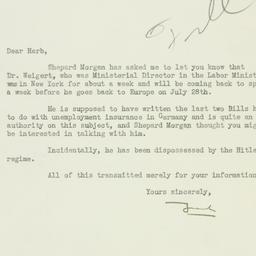 Dear Herb,
Shepard Morgan has asked me to let you know that
Dr. Weigert, who was Ministerial Director in the Labor Minist
was in New York for about a week and will be coming back to sp
a week before he goes back to Europe on July 28th.
He is supposed to have written the last two Bills h
to do with unemployment insurance in Germany and is quite an
authority on this subject, and Shepard Morgan thought you mig
be interested in talking with him.
Incidentally, he has been dispossessed by the Hitle
regime.
All of this transmitted merely for your information
Yours sincerely,